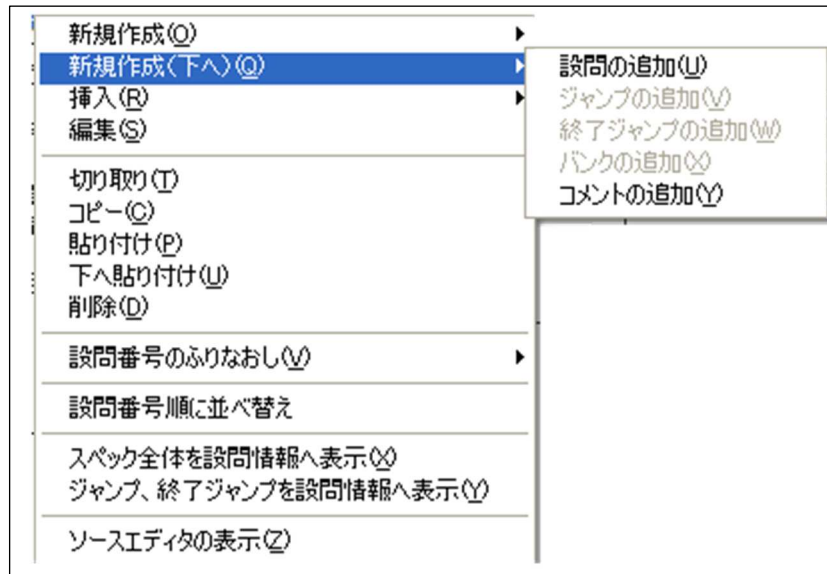 新規作成(O)
新規作成(下へ)(Q)
挿入(R)
編集(S)
切り取り(T)
コピー(C)
貼り付け(P)
下へ貼り付け(U)
削除(D)
設問番号のふりなおし(V)
設問番号順に並べ替え
スペック全体を設問情報へ表示(X)
ジャンプ、終了ジャンプを設問情報へ表示(Y)
ソースエディタの表示(Z)
設問の追加(U)
ジャンプの追加(V)
終了ジャンプの追加(W)
バンクの追加(X)
コメントの追加(Y)